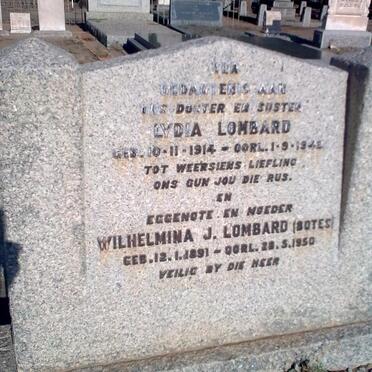 TER
GEDAGTENIS AAN
ONS DOGTER EN SUSTER
LYDIA LOMBARD
GEB. 10-11-1914 – OORL. 1-9-1942
TOT WEERSIENS LIEFLING
ONS GUN JOU DIE RUS.
EN
EGGENOTE EN MOEDER
WILHELMINA J. LOMBARD (BOTES)
GEB. 12.1.1891 – OORL. 28.5.1950
VEILIG BY DIE HEER